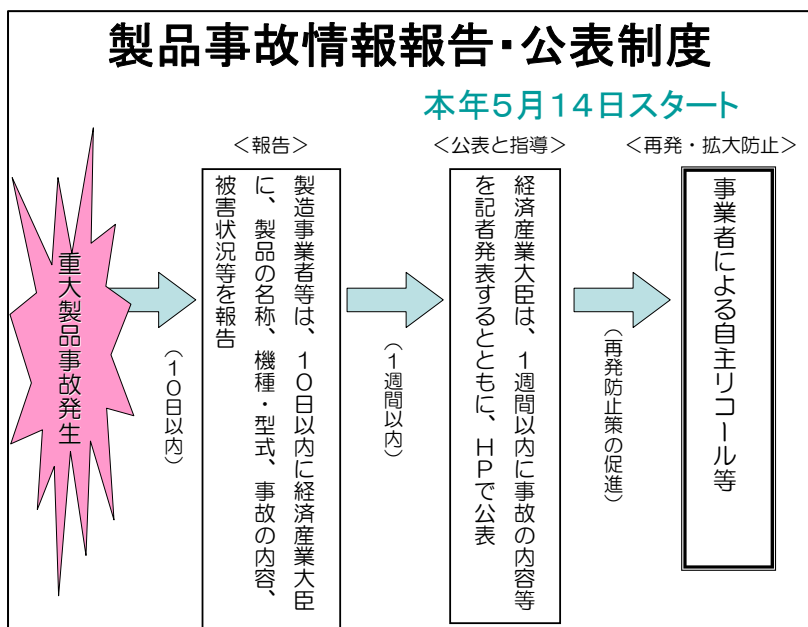 製品事故情報報告・公表制度
本年5月14日スタート
重大製品事故発生
(10日以内)
<報告>
製造事業者等は、10日以内に経済産業大臣
に、製品の名称、機種・型式、事故の内容、
被害状況等を報告
(1週間以内)
<公表と指導>
経済産業大臣は、1週間以内に事故の内容等
を記者発表するとともに、HPで公表
(再発防止策の促進)
<再発・拡大防止>
事業者による自主リコール等